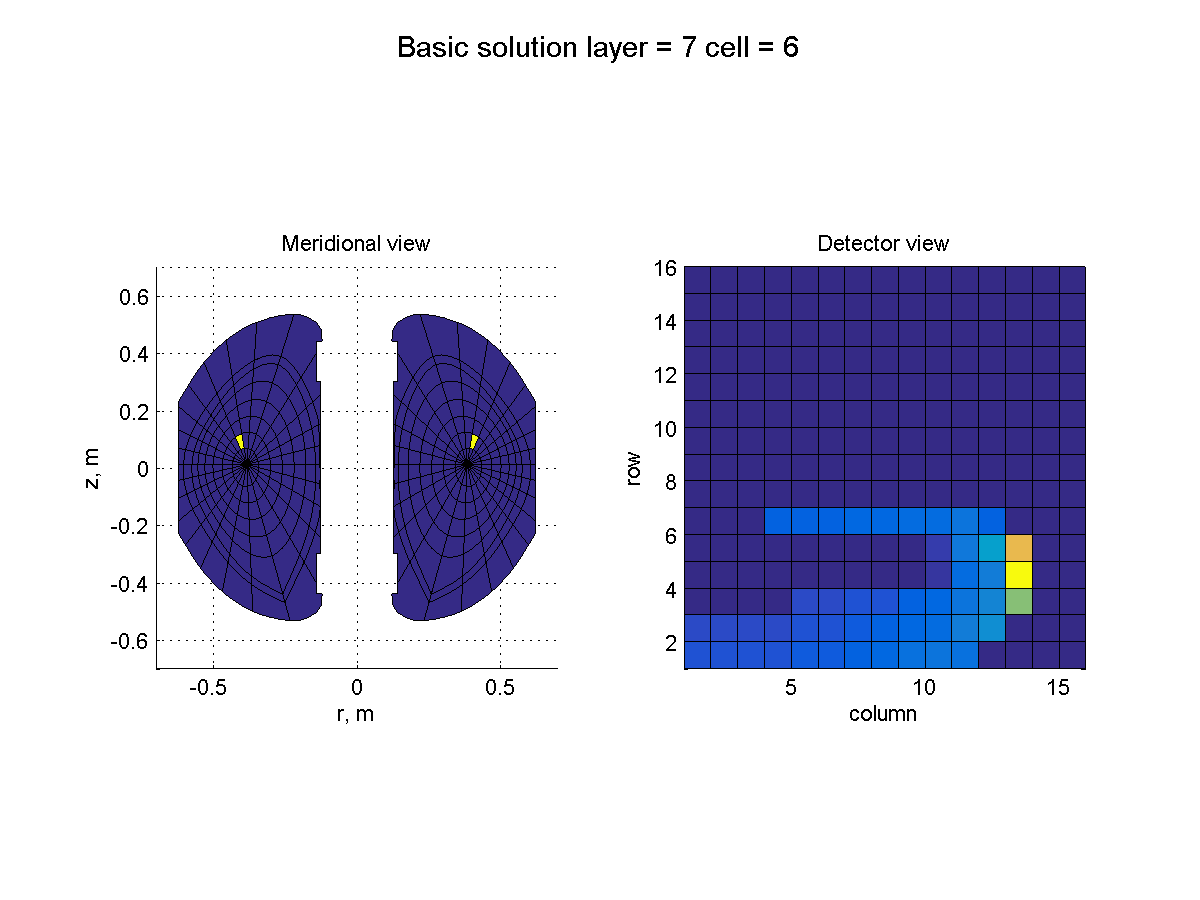 Basic solution layer = 7 cell = 6
Meridional view
0.6
0.4
0.2
0
-0.2
-0.4
-0.6
z, m
-0.5 0 0.5
r, m
Detector view
16
14
12
10
8
6
4
2
row
5 10 15
column